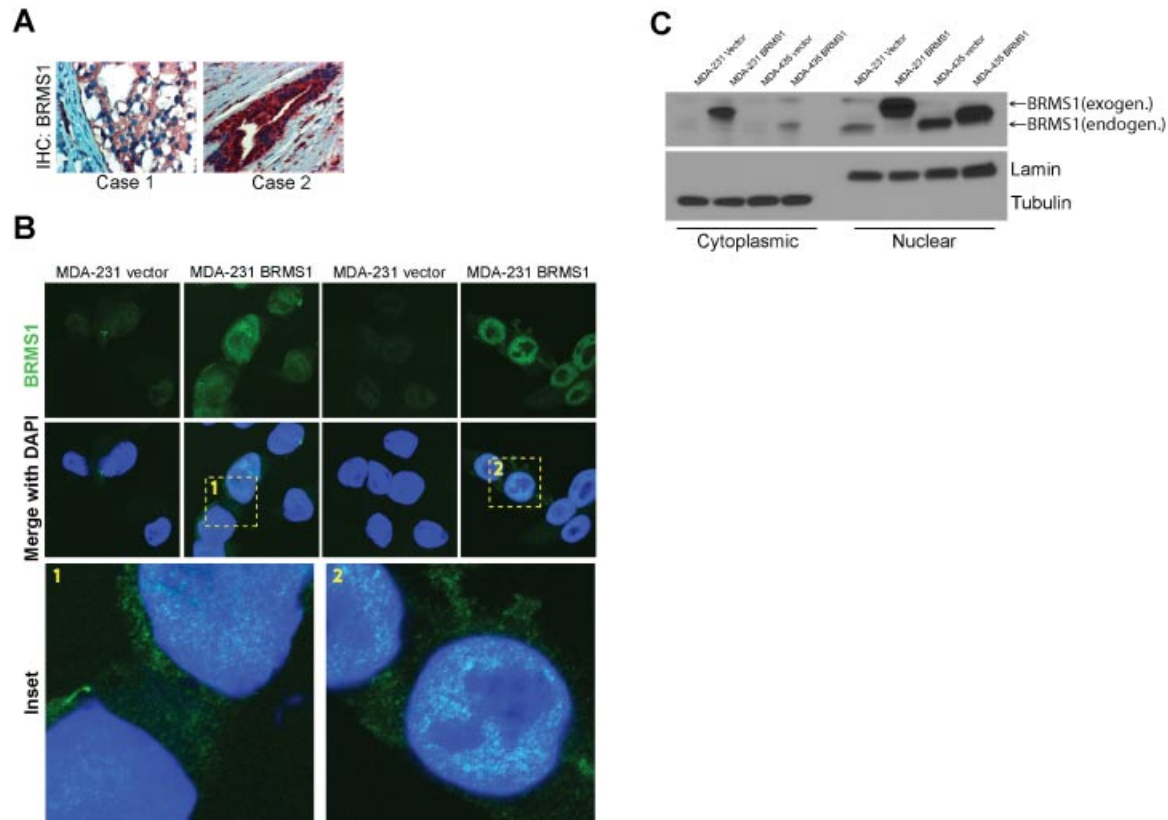 A
IHC: BRMS1
Case 1
Case 2
B
MDA-231 vector
MDA-231 BRMS1
MDA-231 vector
MDA-231 BRMS1
BRMS1
Merge with DAPI
1
2
Inset
1
2
C
MDA-231 Vector
MDA-231 BRMS1
MDA-435 vector
MDA-435 BRMS1
MDA-231 Vector
MDA-231 BRMS1
MDA-435 vector
MDA-435 BRMS1
←BRMS1(exogen.)
←BRMS1(endogen.)
Lamin
Tubulin
Cytoplasmic
Nuclear